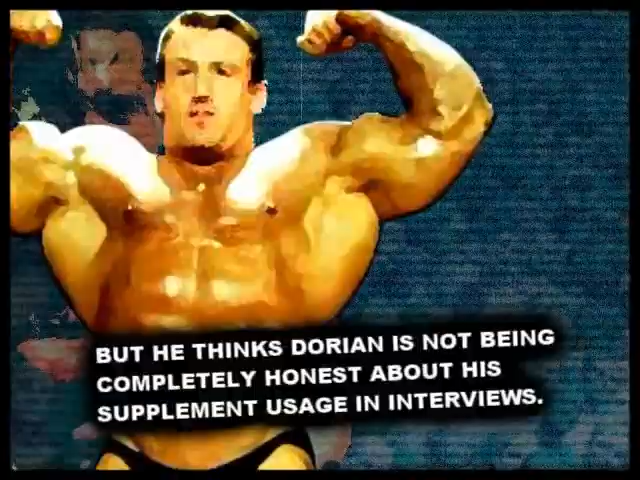 BUT HE THINKS DORIAN IS NOT BEING
COMPLETELY HONEST ABOUT HIS
SUPPLEMENT USAGE IN INTERVIEWS.